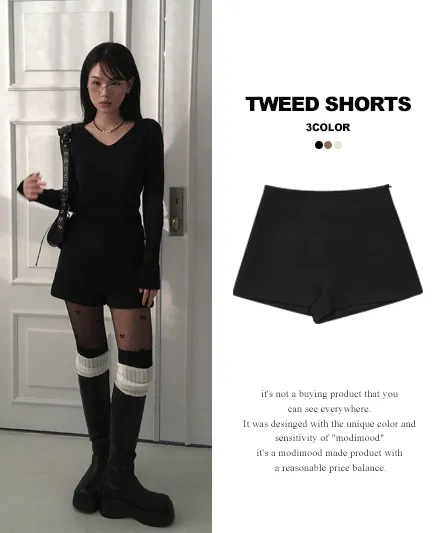 TWEED SHORTS
3COLOR
it's not a buying product that you
can see everywhere.
It was desinged with the unique color and
sensitivity of "modimood"
it's a modimood made product with
a reasonable price balance.